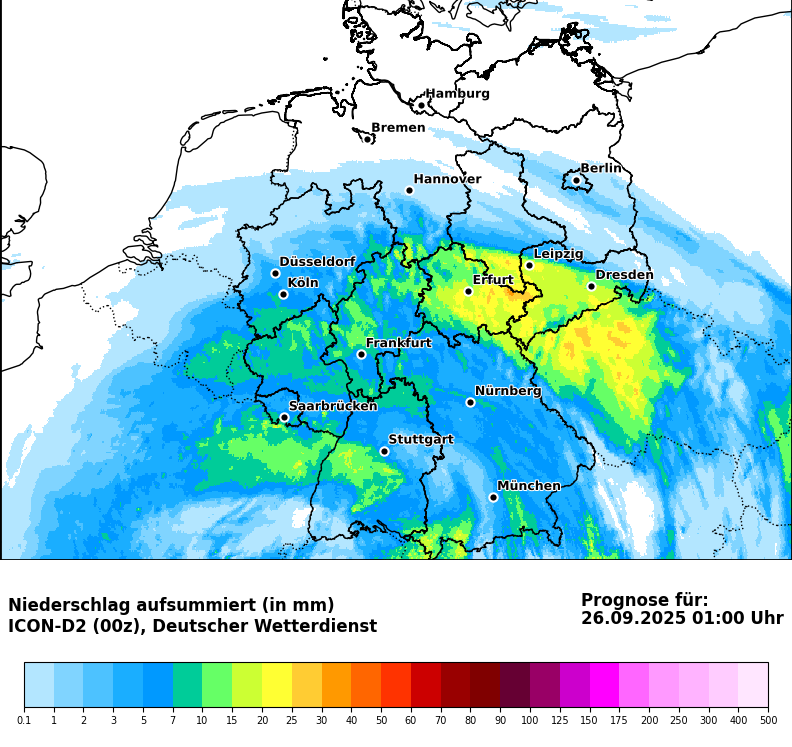 Hamburg
Bremen
Berlin
Hannover
Leipzig
Düsseldorf
Dresden
Erfurt
Köln
Frankfurt
Nürnberg
Saarbrücken
Stuttgart
München
Niederschlag aufsummiert (in mm)
ICON-D2 (00z), Deutscher Wetterdienst
Prognose für:
26.09.2025 01:00 Uhr
0.1 1 2 3 5 7 10 15 20 25 30 40 50 60 70 80 90 100 125 150 175 200 250 300 400 500